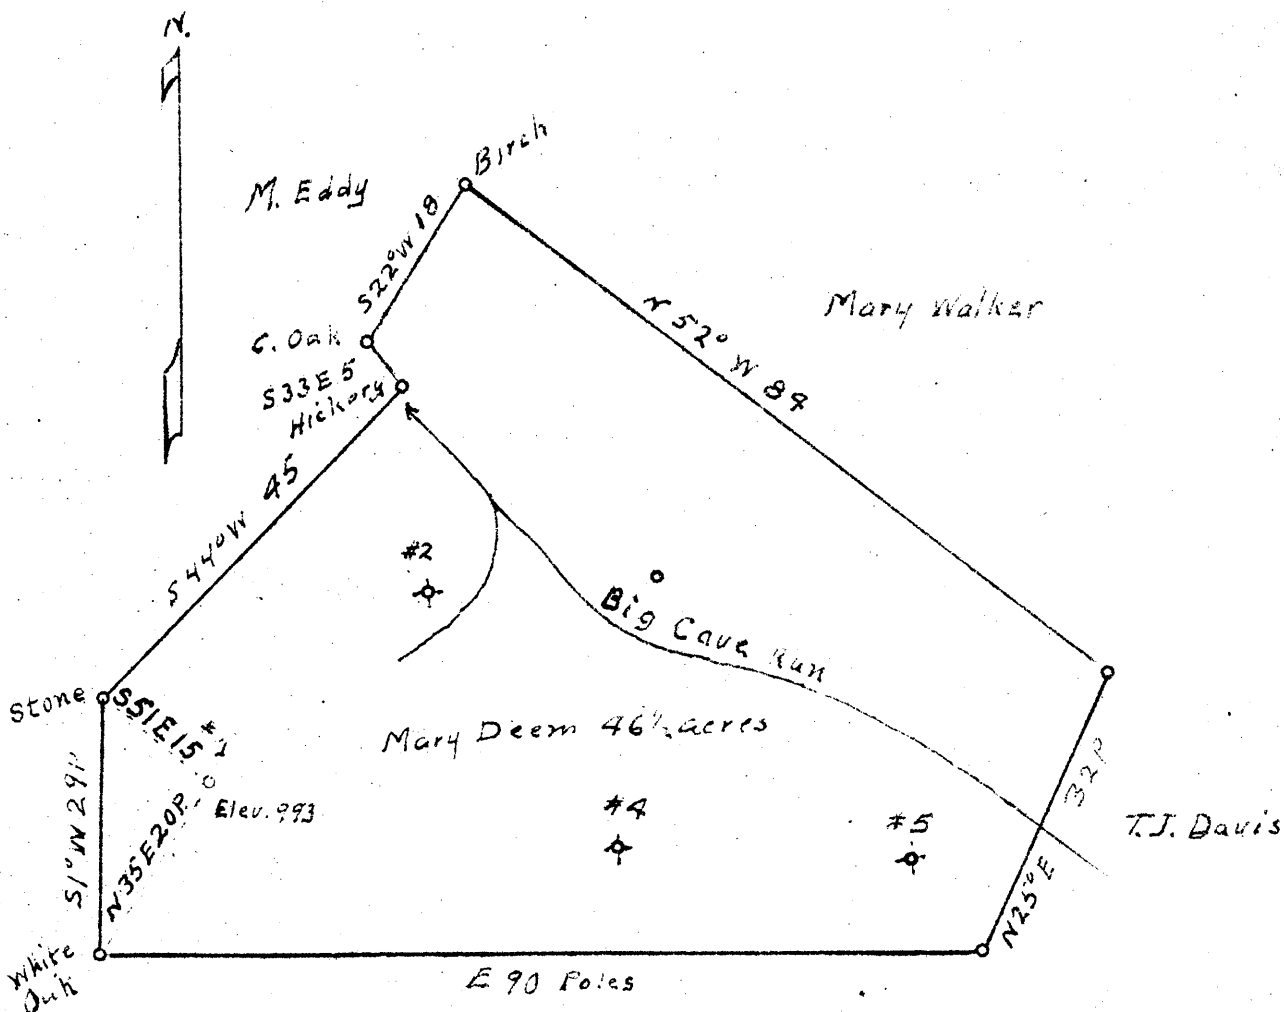 N.
Birch
M. Eddy
S22°W 18
Mary Walker
N 52° W 89
C. Oak
S33E 5
Hickory
S 44° W 45
#2
Big Cave Run
Stone
S51E15
#1
Mary Deem 46½ acres
S1°W 29P
N35E20P.
Elev. 993
#4
#5
32P
T.J. Davis
N25°E
White
Oak
E 90 Poles